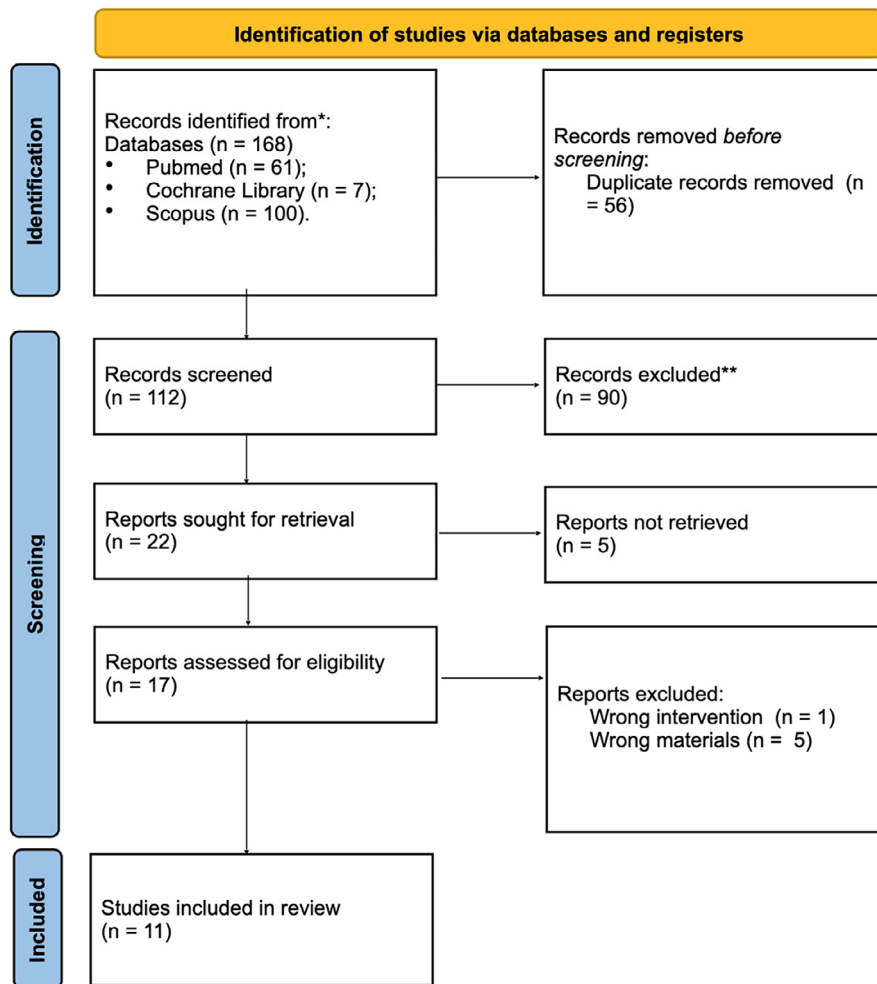 Identification of studies via databases and registers
Identification
Records identified from*:
Databases (n = 168)
• Pubmed (n = 61);
• Cochrane Library (n = 7);
• Scopus (n = 100).
Records removed before
screening:
Duplicate records removed (n
= 56)
Screening
Records screened
(n = 112)
Records excluded**
(n = 90)
Reports sought for retrieval
(n = 22)
Reports not retrieved
(n = 5)
Reports assessed for eligibility
(n = 17)
Reports excluded:
Wrong intervention (n = 1)
Wrong materials (n = 5)
Included
Studies included in review
(n = 11)